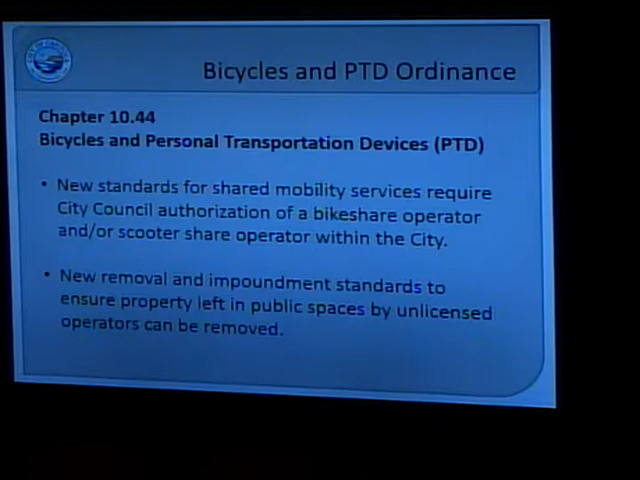 Bicycles and PTD Ordinance
Chapter 10.44
Bicycles and Personal Transportation Devices (PTD)
• New standards for shared mobility services require
City Council authorization of a bikeshare operator
and/or scooter share operator within the City.
• New removal and impoundment standards to
ensure property left in public spaces by unlicensed
operators can be removed.